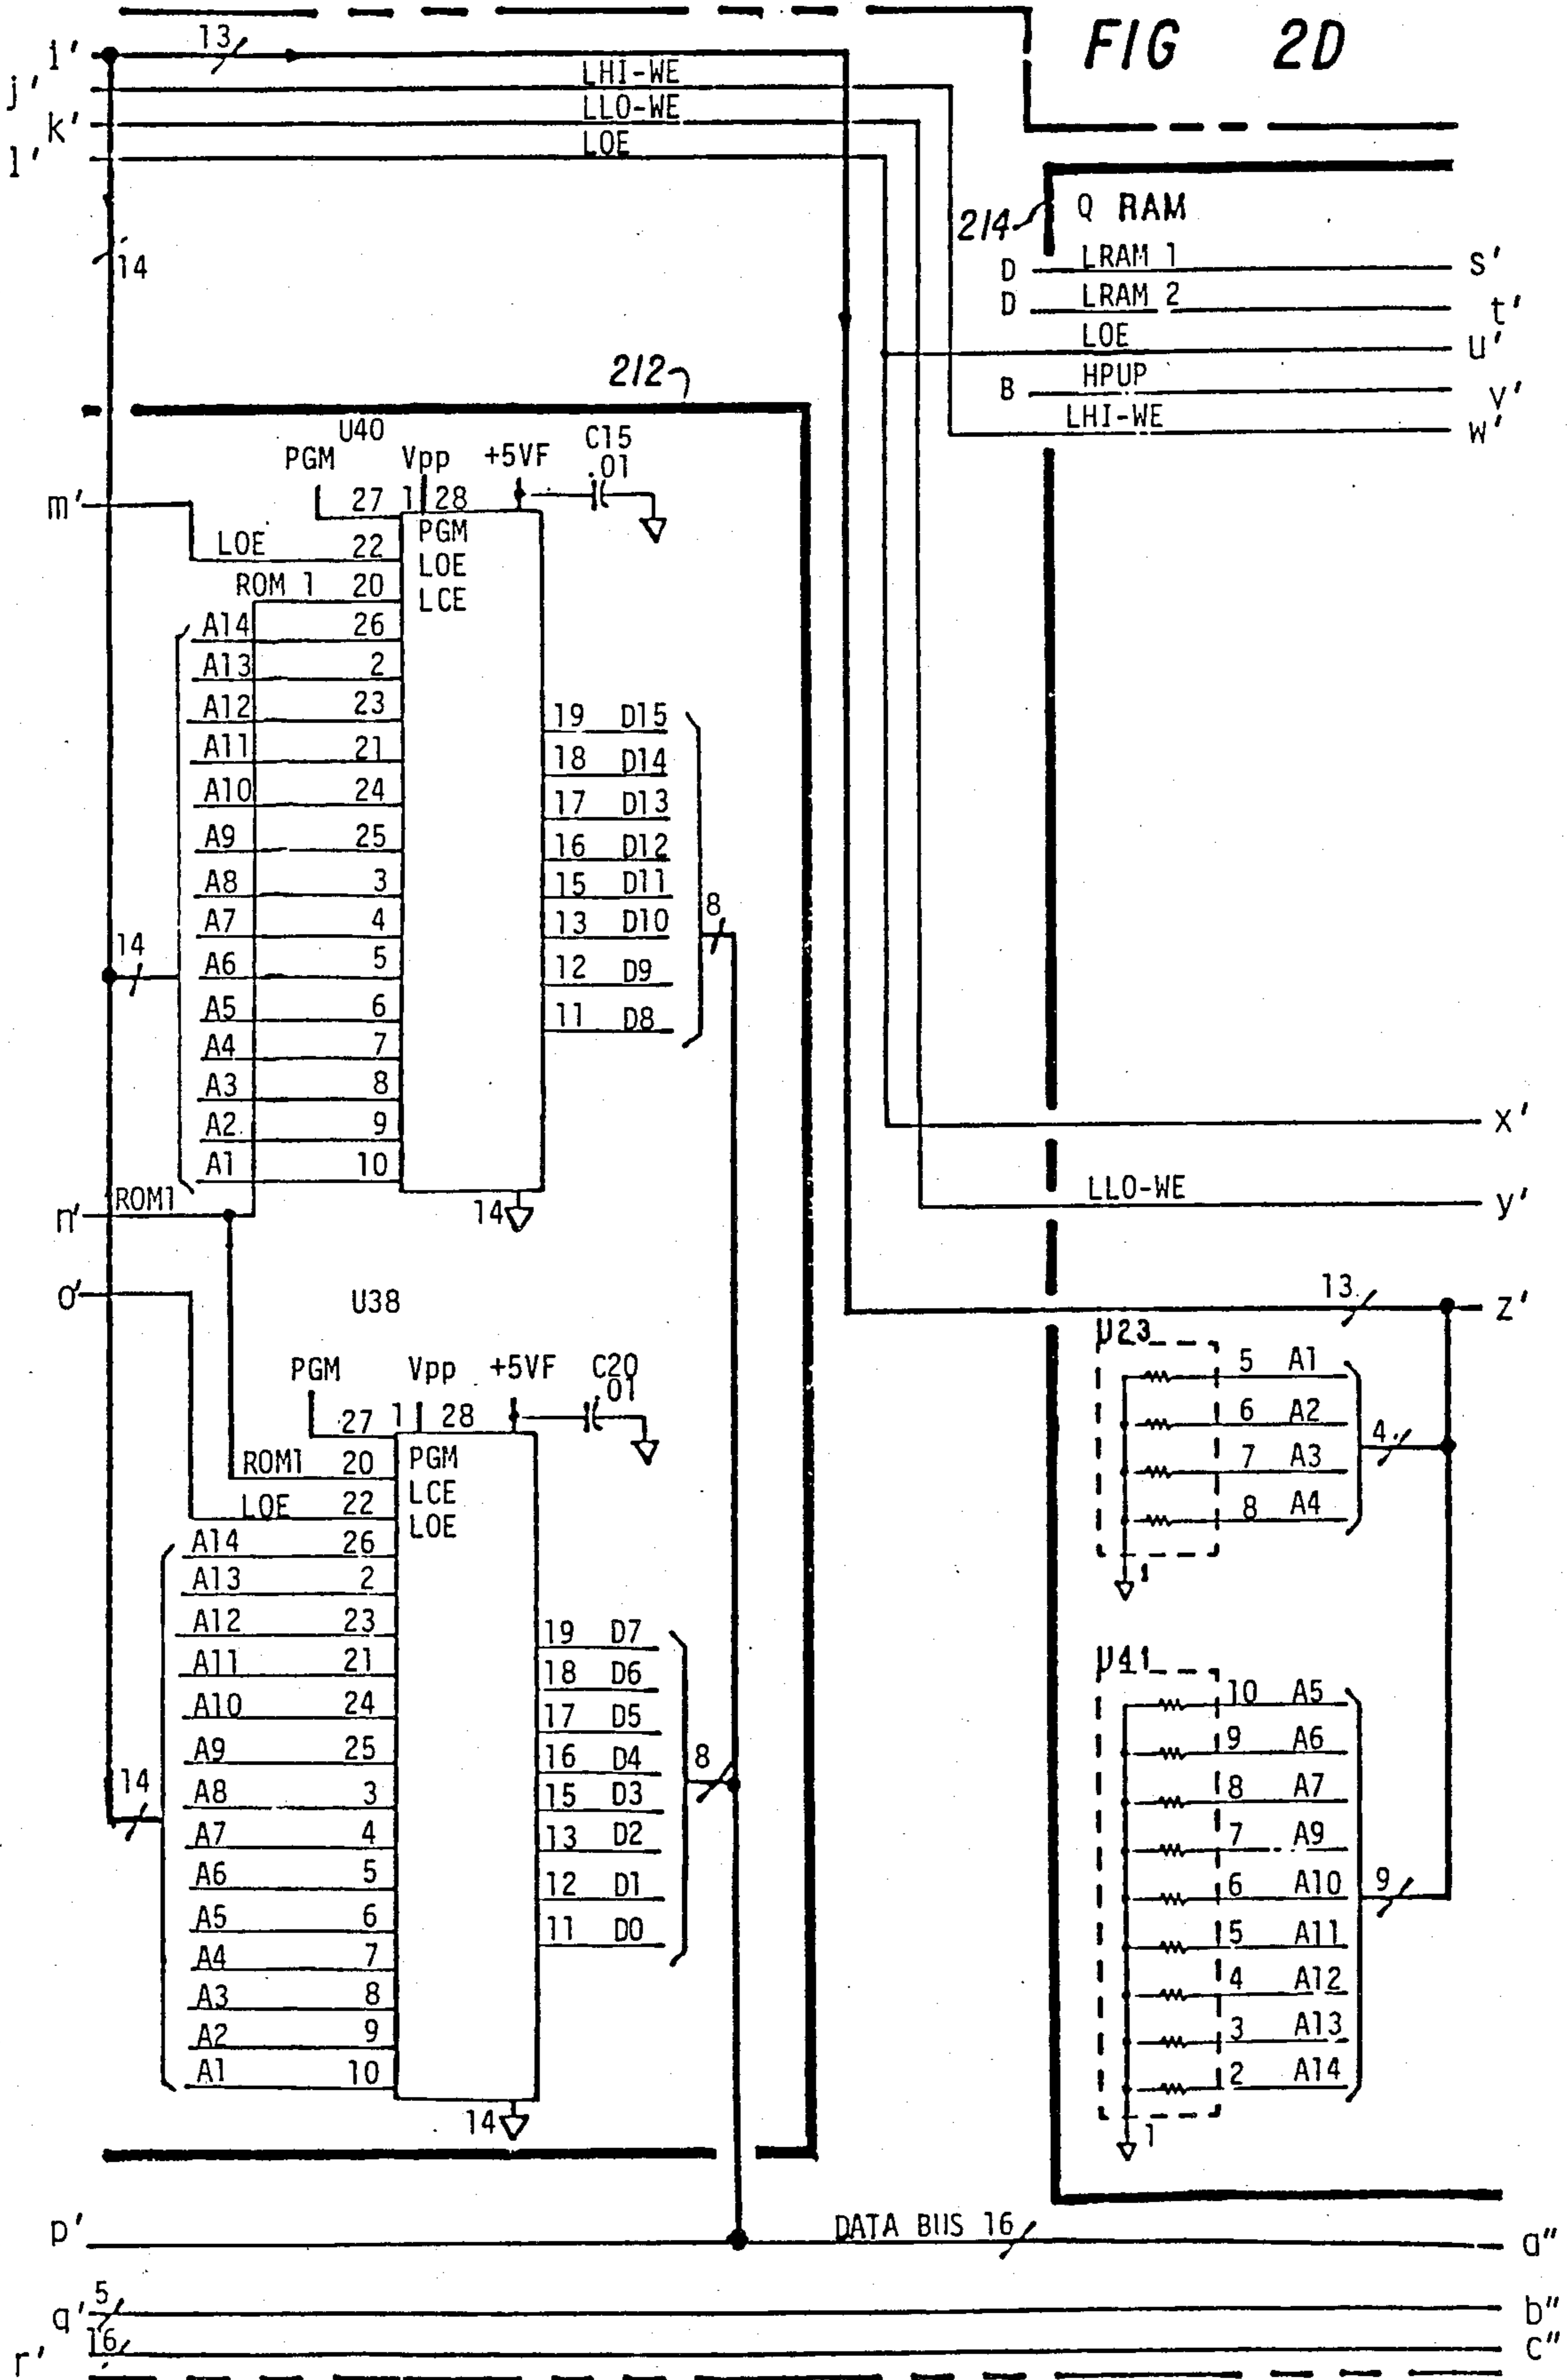 FIG 2D
i' 13
j' LHI-WE
k' LLO-WE
l' LOE
14
214 Q RAM
D LRAM 1 s'
D LRAM 2 t'
LOE u'
B HPUP v'
LHI-WE w'
212
U40
PGM Vpp +5VF C15
.01
m' 27 1 28
PGM
LOE 22 LOE
ROM 1 20 LCE
A14 26
A13 2
A12 23
A11 21
A10 24
A9 25
A8 3
A7 4
A6 5
A5 6
A4 7
A3 8
A2 9
A1 10
14
19 D15
18 D14
17 D13
16 D12
15 D11
13 D10
12 D9
11 D8
8
14
n' ROM1
x'
LLO-WE y'
o' U38
13 z'
PGM Vpp +5VF C20
.01
27 1 28
PGM
ROM1 20 LCE
LOE 22 LOE
A14 26
A13 2
A12 23
A11 21
A10 24
A9 25
A8 3
A7 4
A6 5
A5 6
A4 7
A3 8
A2 9
A1 10
14
19 D7
18 D6
17 D5
16 D4
15 D3
13 D2
12 D1
11 D0
8
14
U23
5 A1
6 A2
7 A3
8 A4
4
1
U41
10 A5
9 A6
8 A7
7 A9
6 A10
5 A11
4 A12
3 A13
2 A14
9
1
p' DATA BUS 16 a"
q' 5 b"
r' 16 c"